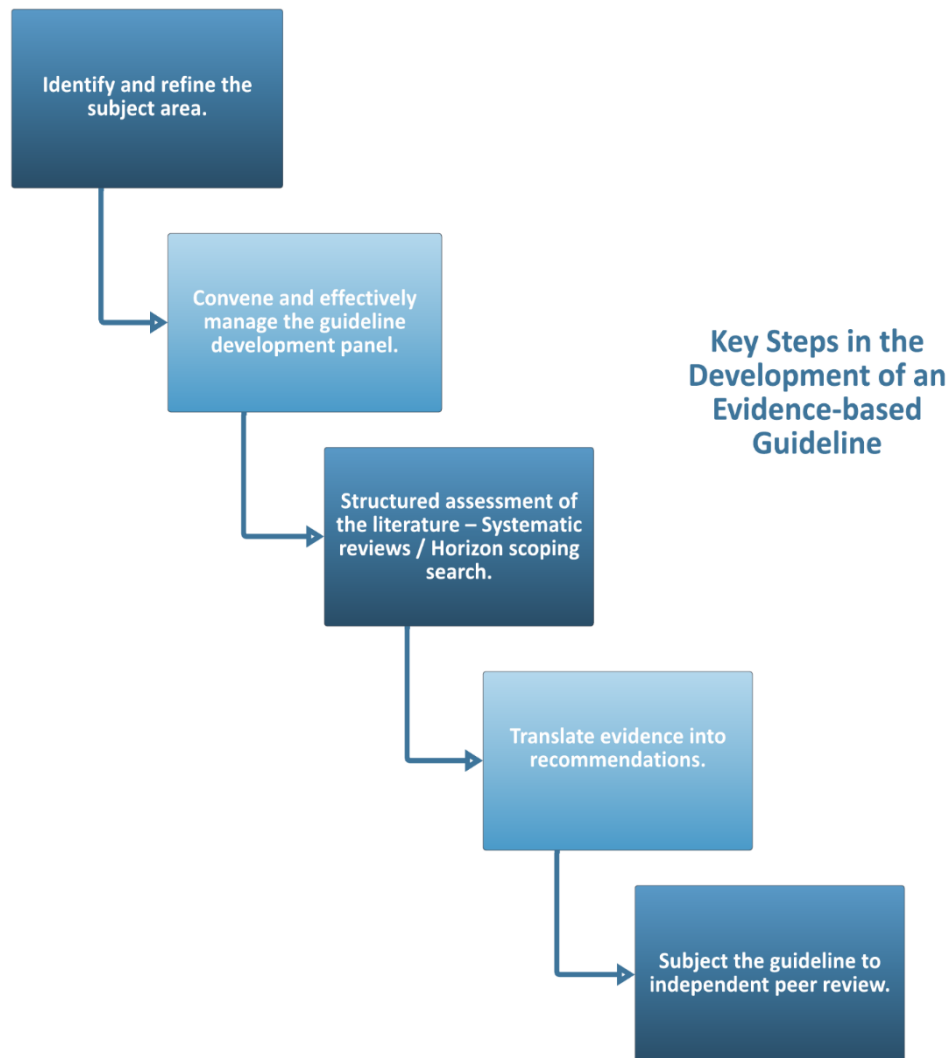 Identify and refine the
subject area.
Convene and effectively
manage the guideline
development panel.
Key Steps in the
Development of an
Evidence-based
Guideline
Structured assessment of
the literature – Systematic
reviews / Horizon scoping
search.
Translate evidence into
recommendations.
Subject the guideline to
independent peer review.